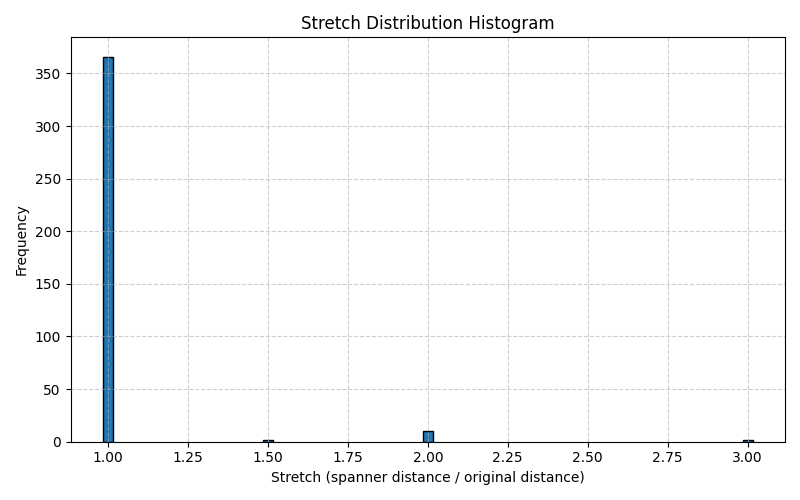 Stretch Distribution Histogram
Frequency
350
300
250
200
150
100
50
0
1.00 1.25 1.50 1.75 2.00 2.25 2.50 2.75 3.00
Stretch (spanner distance / original distance)